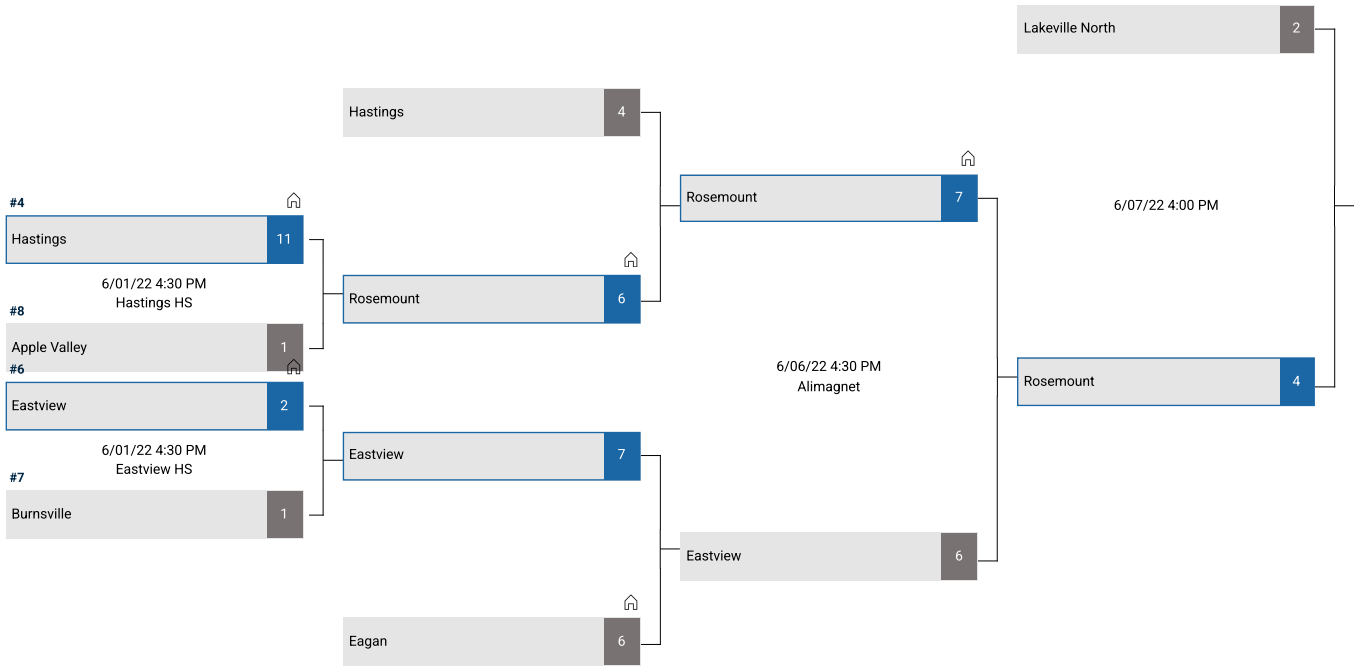 Lakeville North 2
6/07/22 4:00 PM
Rosemount 4
Hastings 4
Rosemount 6
Rosemount 7
6/06/22 4:30 PM
Alimagnet
Eastview 6
#4
Hastings 11
6/01/22 4:30 PM
Hastings HS
#8
Apple Valley 1
#6
Eastview 2
6/01/22 4:30 PM
Eastview HS
#7
Burnsville 1
Eastview 7
Eagan 6